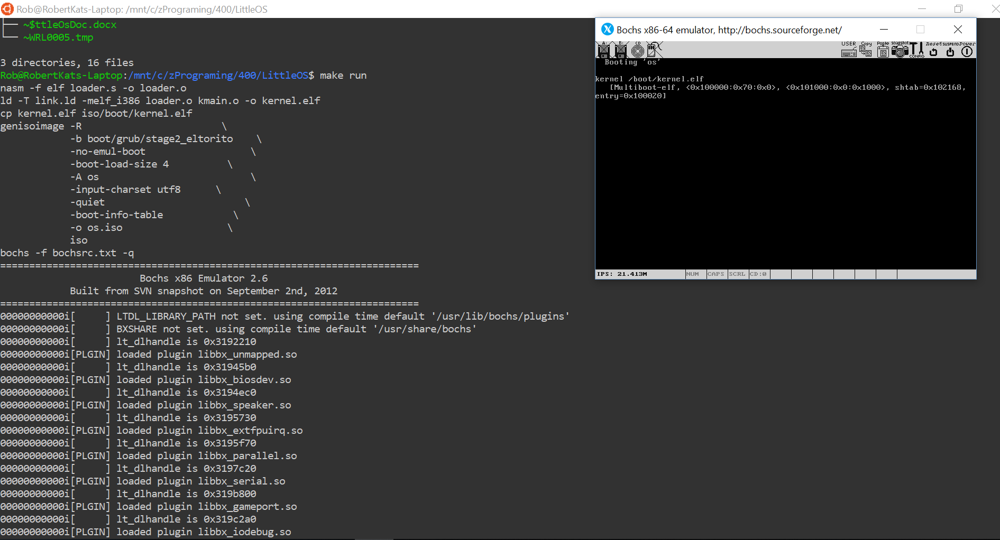 Rob@RobertKats-Laptop: /mnt/c/zPrograming/400/LittleOS
├── ~$ttleOsDoc.docx
└── ~WRL0005.tmp
3 directories, 16 files
Rob@RobertKats-Laptop:/mnt/c/zPrograming/400/LittleOS$ make run
nasm -f elf loader.s -o loader.o
ld -T link.ld -melf_i386 loader.o kmain.o -o kernel.elf
cp kernel.elf iso/boot/kernel.elf
genisoimage -R                        \
            -b boot/grub/stage2_eltorito    \
            -no-emul-boot                  \
            -boot-load-size 4          \
            -A os                          \
            -input-charset utf8      \
            -quiet                        \
            -boot-info-table            \
            -o os.iso                  \
            iso
bochs -f bochsrc.txt -q
========================================================================
                        Bochs x86 Emulator 2.6
            Built from SVN snapshot on September 2nd, 2012
========================================================================
00000000000i[      ] LTDL_LIBRARY_PATH not set. using compile time default '/usr/lib/bochs/plugins'
00000000000i[      ] BXSHARE not set. using compile time default '/usr/share/bochs'
00000000000i[      ] lt_dlhandle is 0x3192210
00000000000i[PLGIN] loaded plugin libbx_unmapped.so
00000000000i[      ] lt_dlhandle is 0x31945b0
00000000000i[PLGIN] loaded plugin libbx_biosdev.so
00000000000i[      ] lt_dlhandle is 0x3194ec0
00000000000i[PLGIN] loaded plugin libbx_speaker.so
00000000000i[      ] lt_dlhandle is 0x3195730
00000000000i[PLGIN] loaded plugin libbx_extfpuirq.so
00000000000i[      ] lt_dlhandle is 0x3195f70
00000000000i[PLGIN] loaded plugin libbx_parallel.so
00000000000i[      ] lt_dlhandle is 0x3197c20
00000000000i[PLGIN] loaded plugin libbx_serial.so
00000000000i[      ] lt_dlhandle is 0x319b800
00000000000i[PLGIN] loaded plugin libbx_gameport.so
00000000000i[      ] lt_dlhandle is 0x319c2a0
00000000000i[PLGIN] loaded plugin libbx_iodebug.so
Bochs x86-64 emulator, http://bochs.sourceforge.net/
A: B: CD USER Copy Paste Snapshot CONFIG Reset SUSPEND Power
Booting 'os'
kernel /boot/kernel.elf
[Multiboot-elf, <0x100000:0x70:0x0>, <0x101000:0x0:0x1000>, shtab=0x102168,
entry=0x100020]
IPS: 21.413M NUM CAPS SCRL CD:0